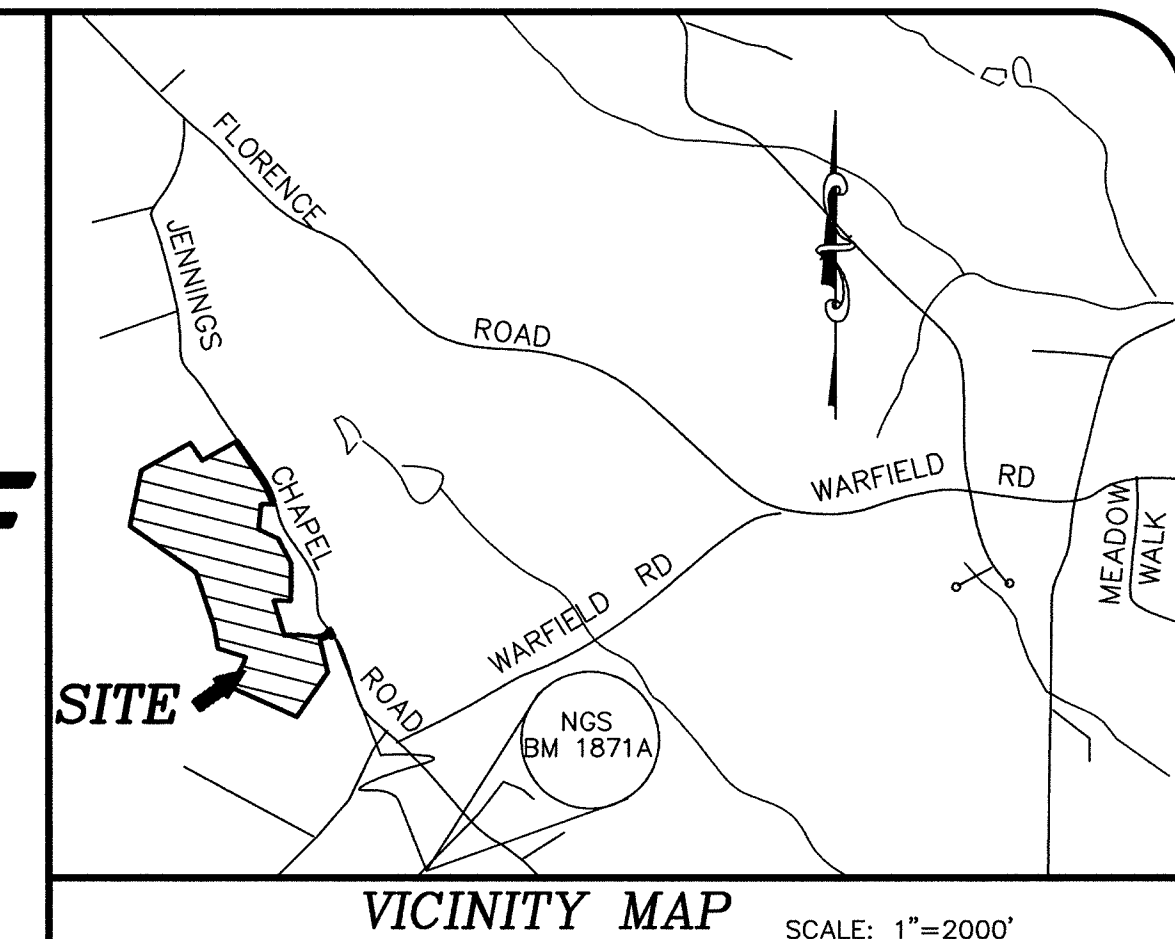 FLORENCE
ROAD
JENNINGS
CHAPEL
ROAD
WARFIELD RD
WARFIELD RD
MEADOW
WALK
SITE
NGS
BM 1871A
VICINITY MAP
SCALE: 1"=2000'